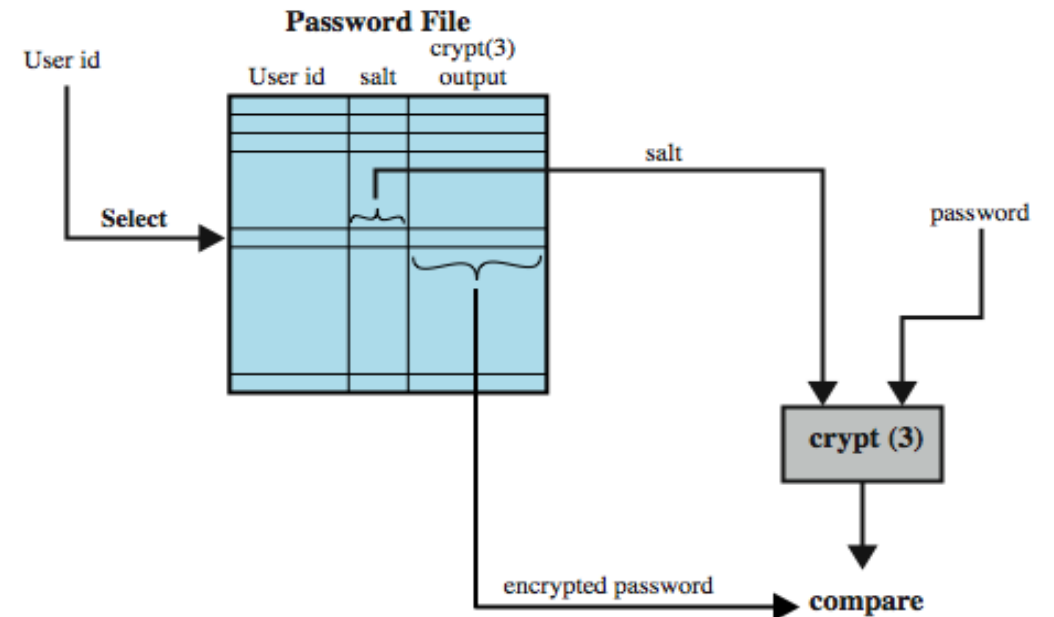 Password File
User id
User id
salt
crypt(3)
output
salt
Select
password
crypt (3)
encrypted password
compare